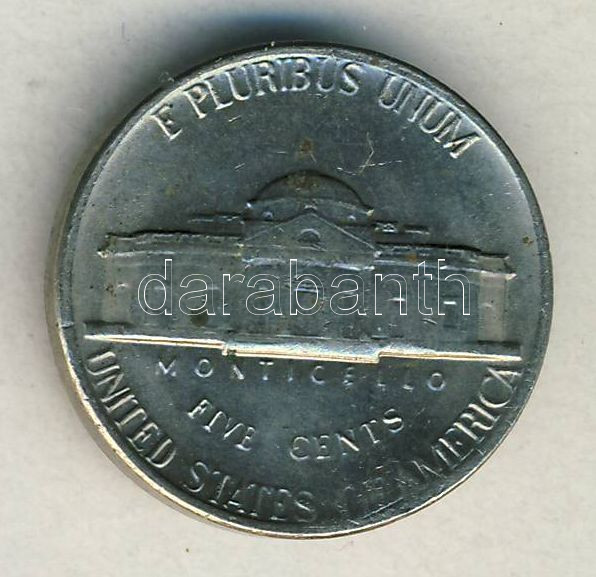 E PLURIBUS UNUM
darabanth
MONTICELLO
FIVE CENTS
UNITED STATES OF AMERICA